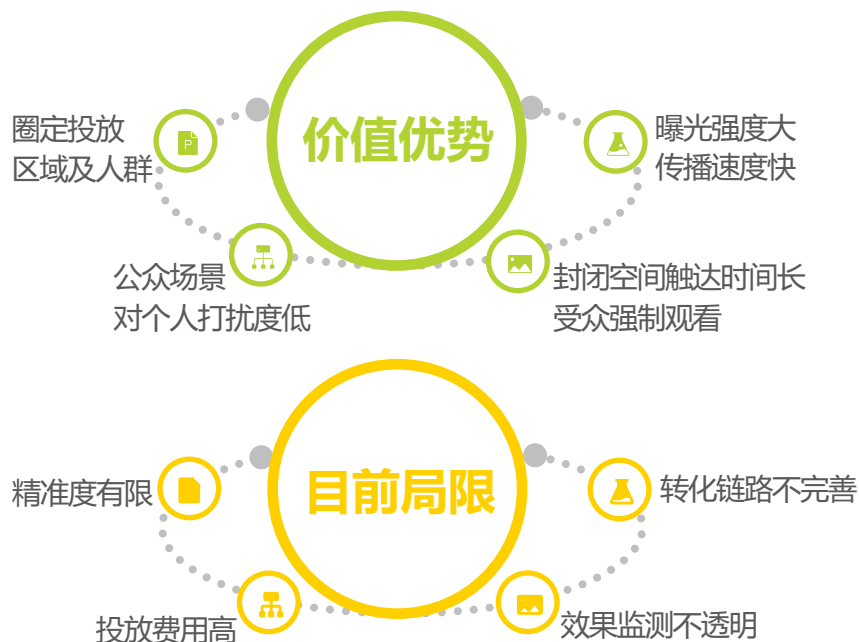 价值优势
圈定投放
区域及人群
公众场景
对个人打扰度低
曝光强度大
传播速度快
封闭空间触达时间长
受众强制观看
目前局限
精准度有限
投放费用高
转化链路不完善
效果监测不透明